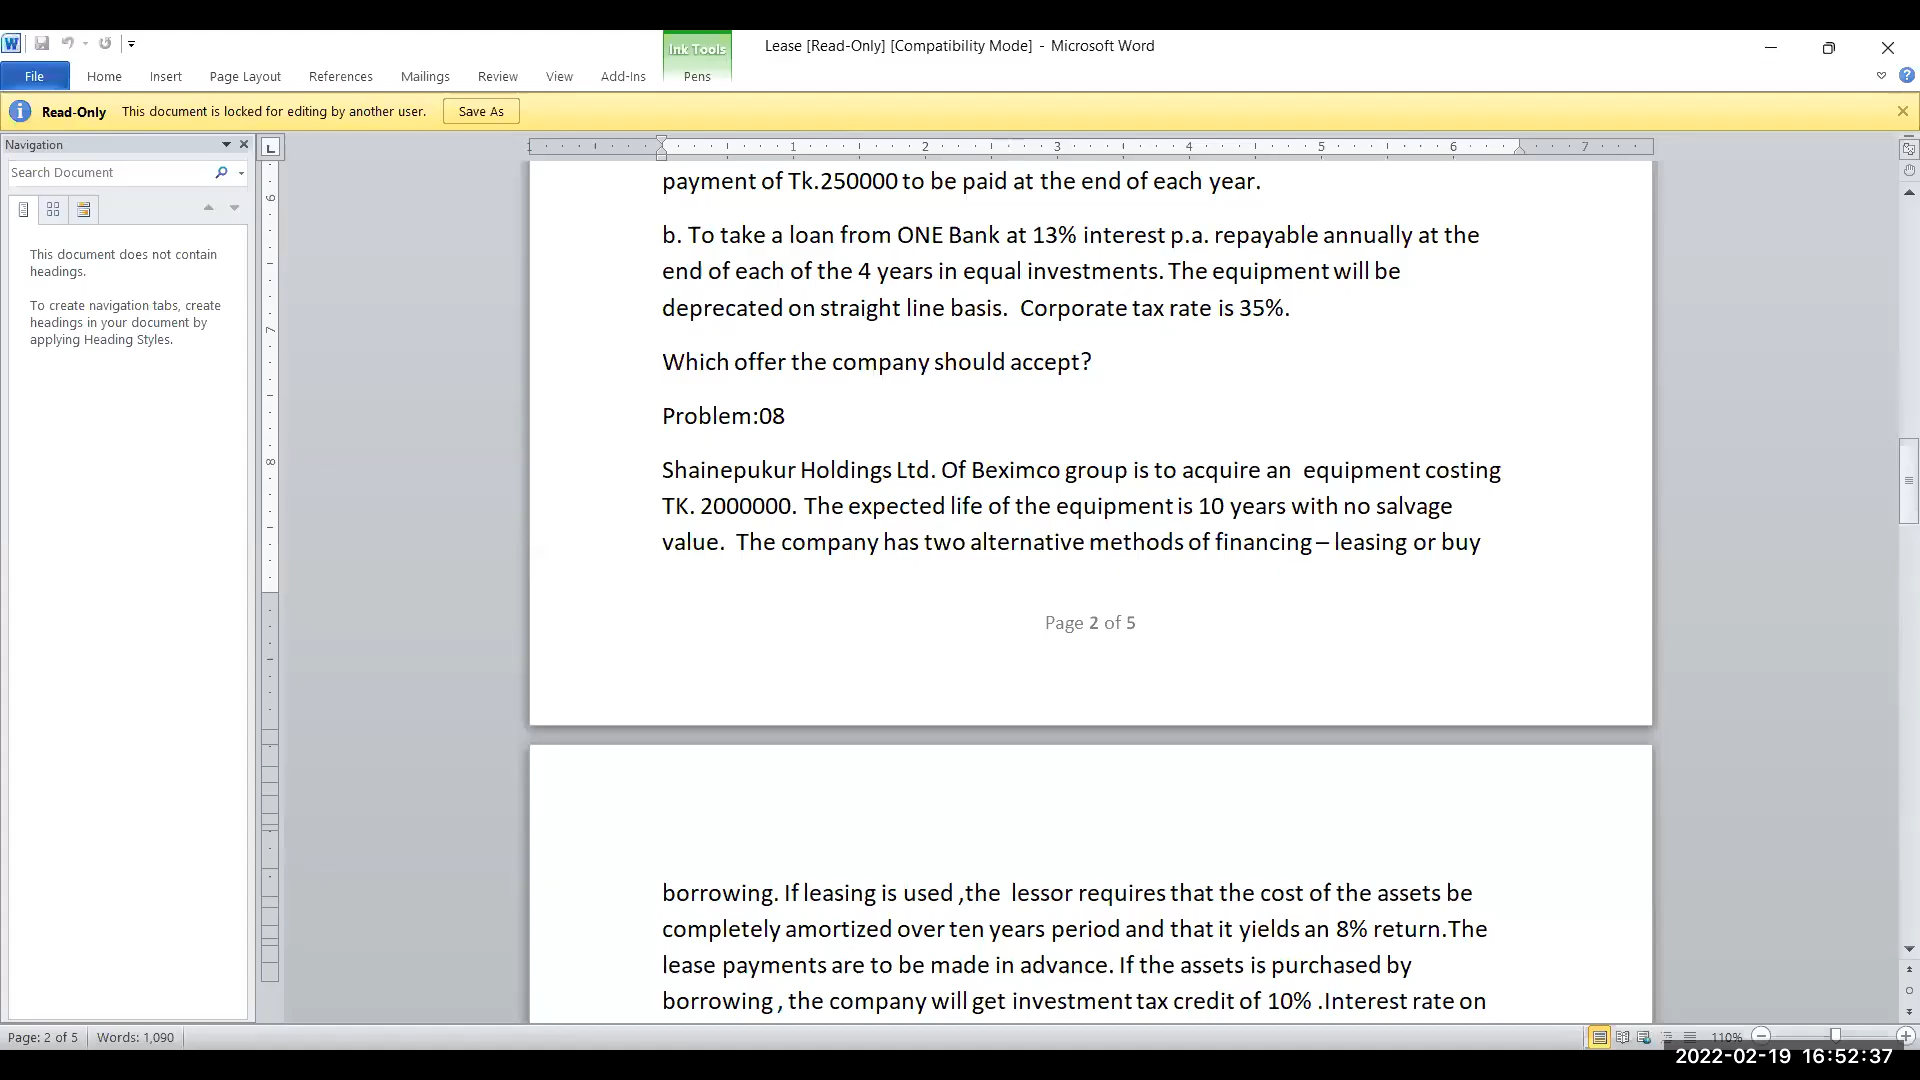 Ink Tools
Lease [Read-Only] [Compatibility Mode] - Microsoft Word
File Home Insert Page Layout References Mailings Review View Add-Ins Pens
Read-Only This document is locked for editing by another user. Save As
Navigation
Search Document
This document does not contain
headings.
To create navigation tabs, create
headings in your document by
applying Heading Styles.
1 1 2 3 4 5 6 7
6
7
8
payment of Tk.250000 to be paid at the end of each year.
b. To take a loan from ONE Bank at 13% interest p.a. repayable annually at the
end of each of the 4 years in equal investments. The equipment will be
deprecated on straight line basis. Corporate tax rate is 35%.
Which offer the company should accept?
Problem:08
Shainepukur Holdings Ltd. Of Beximco group is to acquire an equipment costing
TK. 2000000. The expected life of the equipment is 10 years with no salvage
value. The company has two alternative methods of financing – leasing or buy
Page 2 of 5
borrowing. If leasing is used ,the lessor requires that the cost of the assets be
completely amortized over ten years period and that it yields an 8% return.The
lease payments are to be made in advance. If the assets is purchased by
borrowing , the company will get investment tax credit of 10% .Interest rate on
Page: 2 of 5 Words: 1,090 110%
2022-02-19 16:52:37